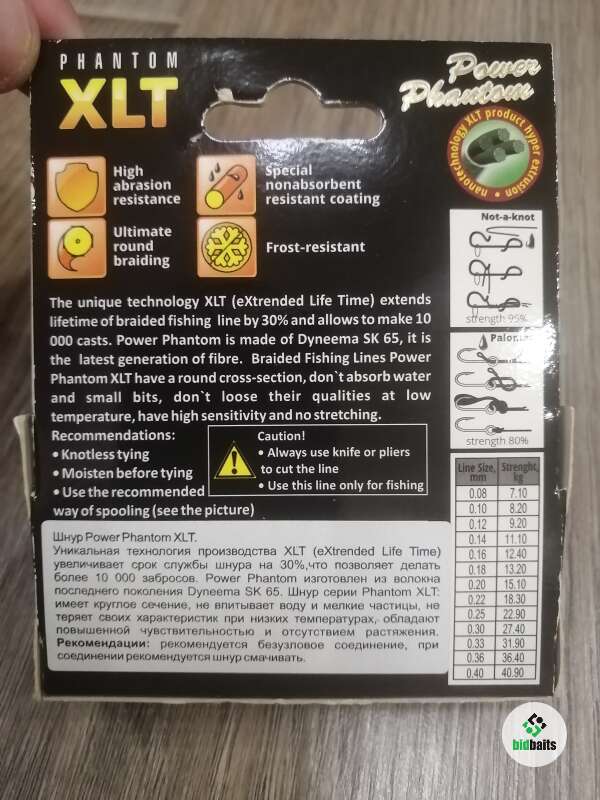 PHANTOM
XLT
Power
Phantom
nanotechnology XLT product hyper extrusion
High
abrasion
resistance
Special
nonabsorbent
resistant coating
Ultimate
round
braiding
Frost-resistant
Not-a-knot
strength 95%
Palomar
strength 80%
The unique technology XLT (eXtrended Life Time) extends
lifetime of braided fishing line by 30% and allows to make 10
000 casts. Power Phantom is made of Dyneema SK 65, it is
the latest generation of fibre. Braided Fishing Lines Power
Phantom XLT have a round cross-section, don`t absorb water
and small bits, don`t loose their qualities at low
temperature, have high sensitivity and no stretching.
Recommendations:
• Knotless tying
• Moisten before tying
• Use the recommended
way of spooling (see the picture)
Caution!
• Always use knife or pliers
to cut the line
• Use this line only for fishing
Line Size, mm Strenght, kg
0.08 7.10
0.10 8.20
0.12 9.20
0.14 11.10
0.16 12.40
0.18 13.20
0.20 15.10
0.22 18.30
0.25 22.90
0.30 27.40
0.33 31.90
0.36 36.40
0.40 40.90
Шнур Power Phantom XLT.
Уникальная технология производства XLT (eXtrended Life Time)
увеличивает срок службы шнура на 30%,что позволяет делать
более 10 000 забросов. Power Phantom изготовлен из волокна
последнего поколения Dyneema SK 65. Шнур серии Phantom XLT:
имеет круглое сечение, не впитывает воду и мелкие частицы, не
теряет своих характеристик при низких температурах, обладают
повышенной чувствительностью и отсутствием растяжения.
Рекомендации: рекомендуется безузловое соединение, при
соединении рекомендуется шнур смачивать.
bidbaits